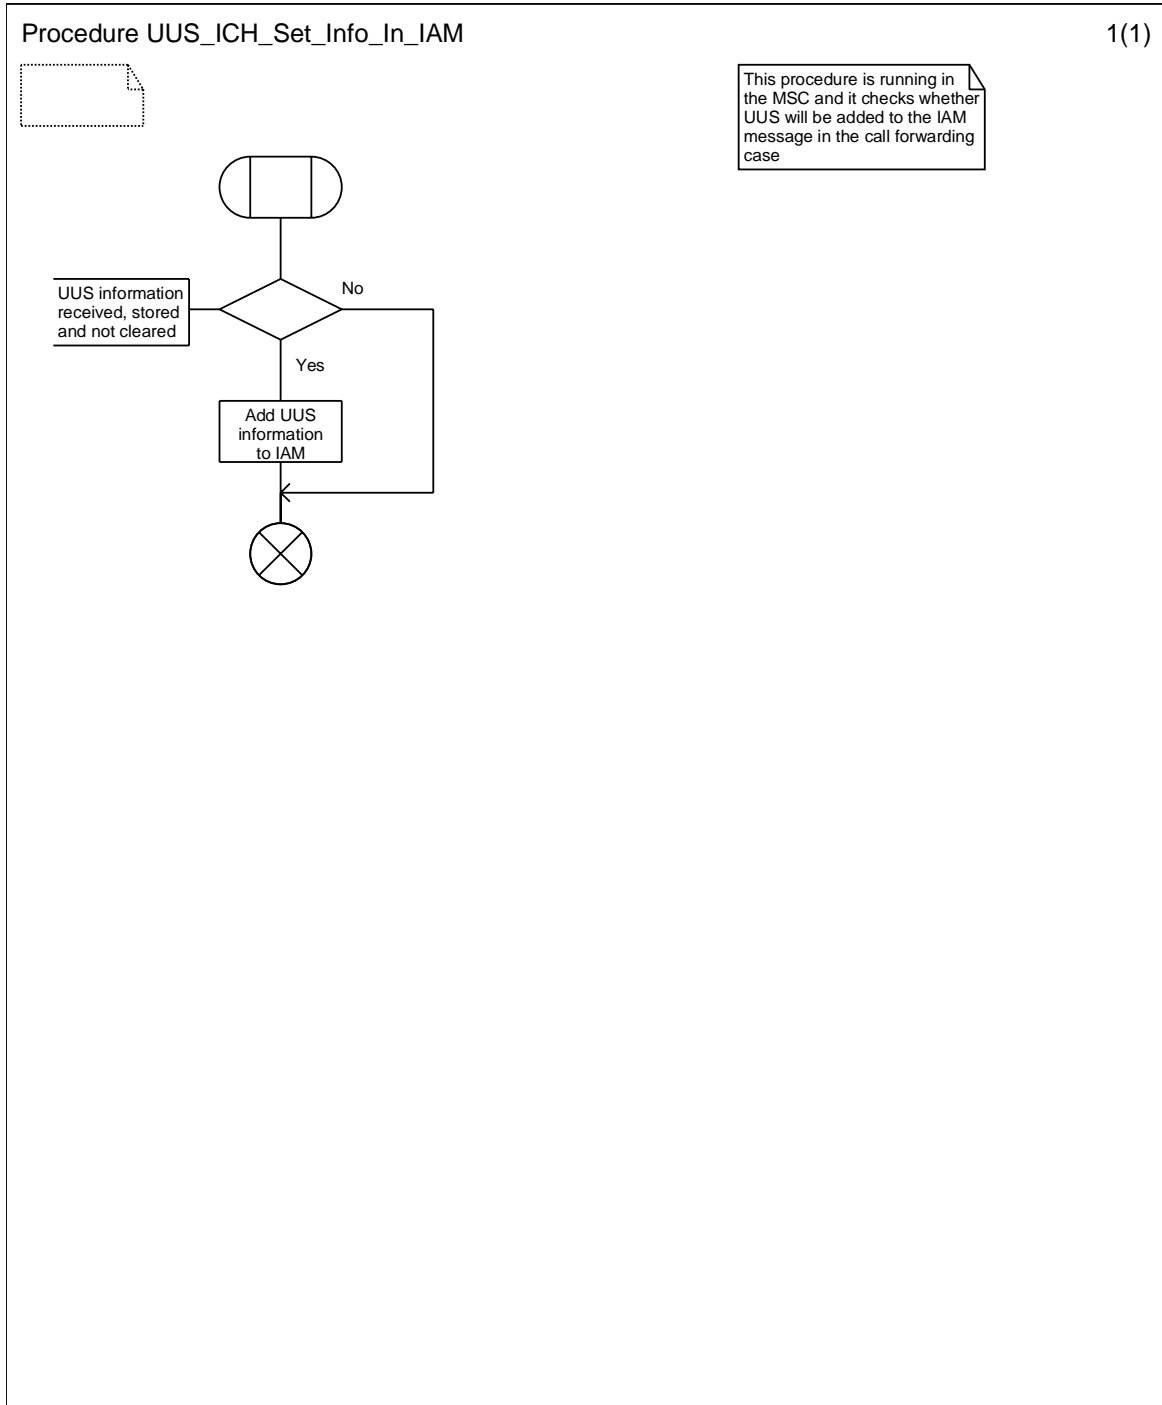 Procedure UUS_ICH_Set_Info_In_IAM
1(1)
This procedure is running in
the MSC and it checks whether
UUS will be added to the IAM
message in the call forwarding
case
UUS information
received, stored
and not cleared
No
Yes
Add UUS
information
to IAM